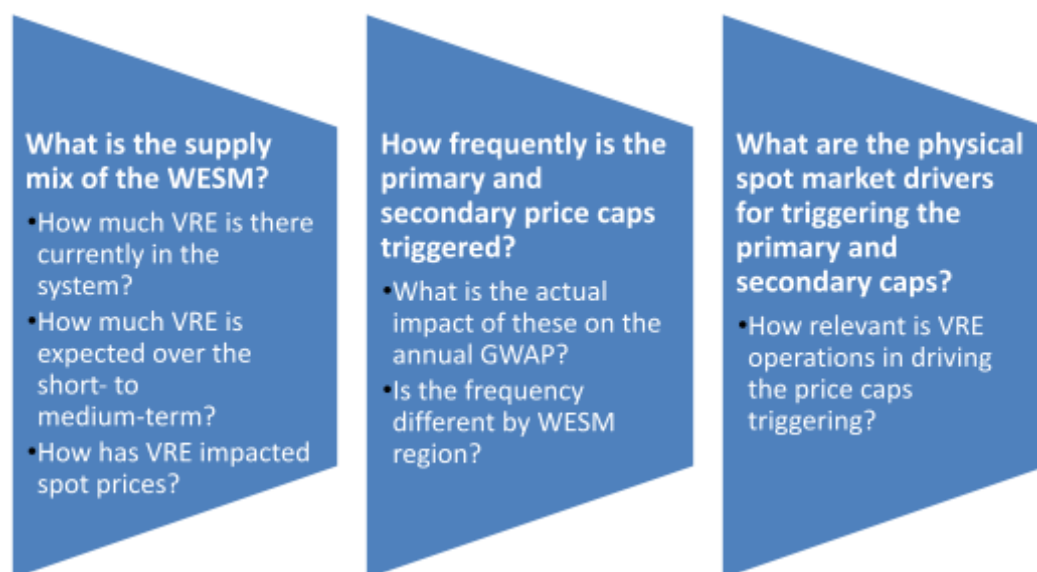 What is the supply
mix of the WESM?
•How much VRE is there
currently in the
system?
•How much VRE is
expected over the
short- to
medium-term?
•How has VRE impacted
spot prices?
How frequently is the
primary and
secondary price caps
triggered?
•What is the actual
impact of these on the
annual GWAP?
•Is the frequency
different by WESM
region?
What are the physical
spot market drivers
for triggering the
primary and
secondary caps?
•How relevant is VRE
operations in driving
the price caps
triggering?